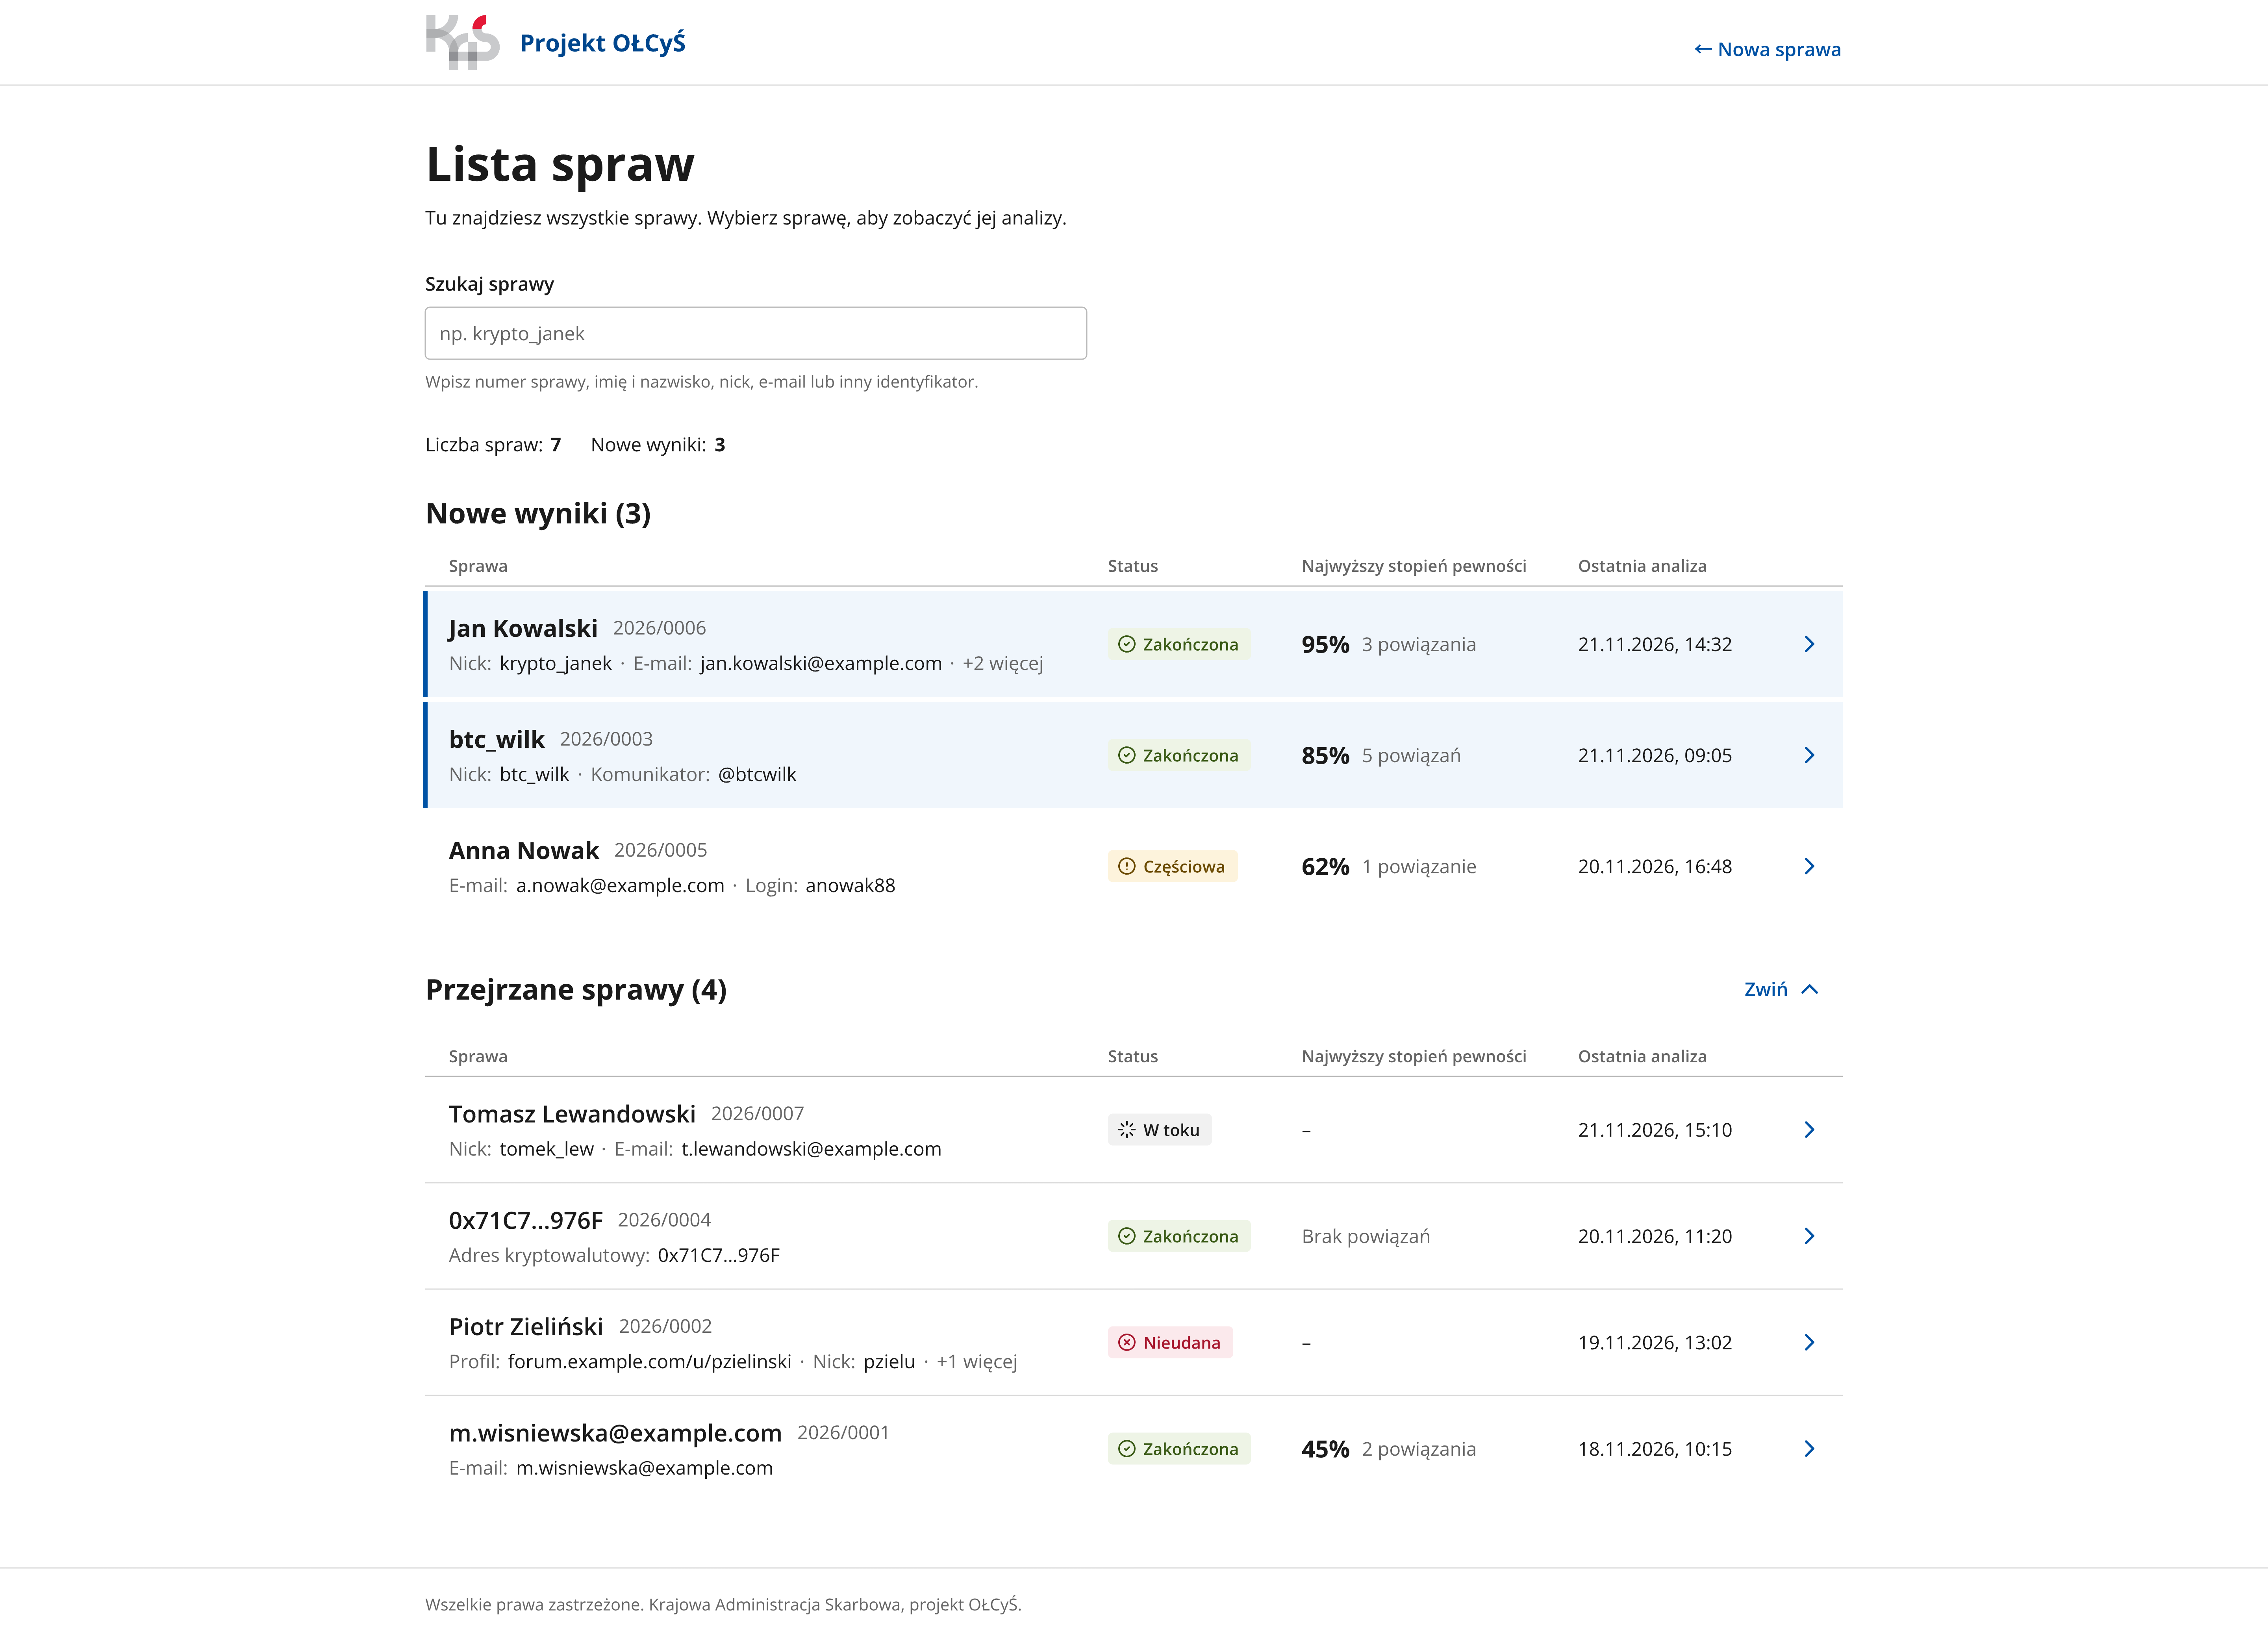 KriS Projekt OŁCyŚ
← Nowa sprawa
Lista spraw
Tu znajdziesz wszystkie sprawy. Wybierz sprawę, aby zobaczyć jej analizy.
Szukaj sprawy
np. krypto_janek
Wpisz numer sprawy, imię i nazwisko, nick, e-mail lub inny identyfikator.
Liczba spraw: 7 Nowe wyniki: 3
Nowe wyniki (3)
Sprawa Status Najwyższy stopień pewności Ostatnia analiza
Jan Kowalski 2026/0006
Nick: krypto_janek · E-mail: jan.kowalski@example.com · +2 więcej
Zakończona 95% 3 powiązania 21.11.2026, 14:32
btc_wilk 2026/0003
Nick: btc_wilk · Komunikator: @btcwilk
Zakończona 85% 5 powiązań 21.11.2026, 09:05
Anna Nowak 2026/0005
E-mail: a.nowak@example.com · Login: anowak88
Częściowa 62% 1 powiązanie 20.11.2026, 16:48
Przejrzane sprawy (4) Zwiń
Sprawa Status Najwyższy stopień pewności Ostatnia analiza
Tomasz Lewandowski 2026/0007
Nick: tomek_lew · E-mail: t.lewandowski@example.com
W toku – 21.11.2026, 15:10
0x71C7...976F 2026/0004
Adres kryptowalutowy: 0x71C7...976F
Zakończona Brak powiązań 20.11.2026, 11:20
Piotr Zieliński 2026/0002
Profil: forum.example.com/u/pzielinski · Nick: pzielu · +1 więcej
Nieudana – 19.11.2026, 13:02
m.wisniewska@example.com 2026/0001
E-mail: m.wisniewska@example.com
Zakończona 45% 2 powiązania 18.11.2026, 10:15
Wszelkie prawa zastrzeżone. Krajowa Administracja Skarbowa, projekt OŁCyŚ.